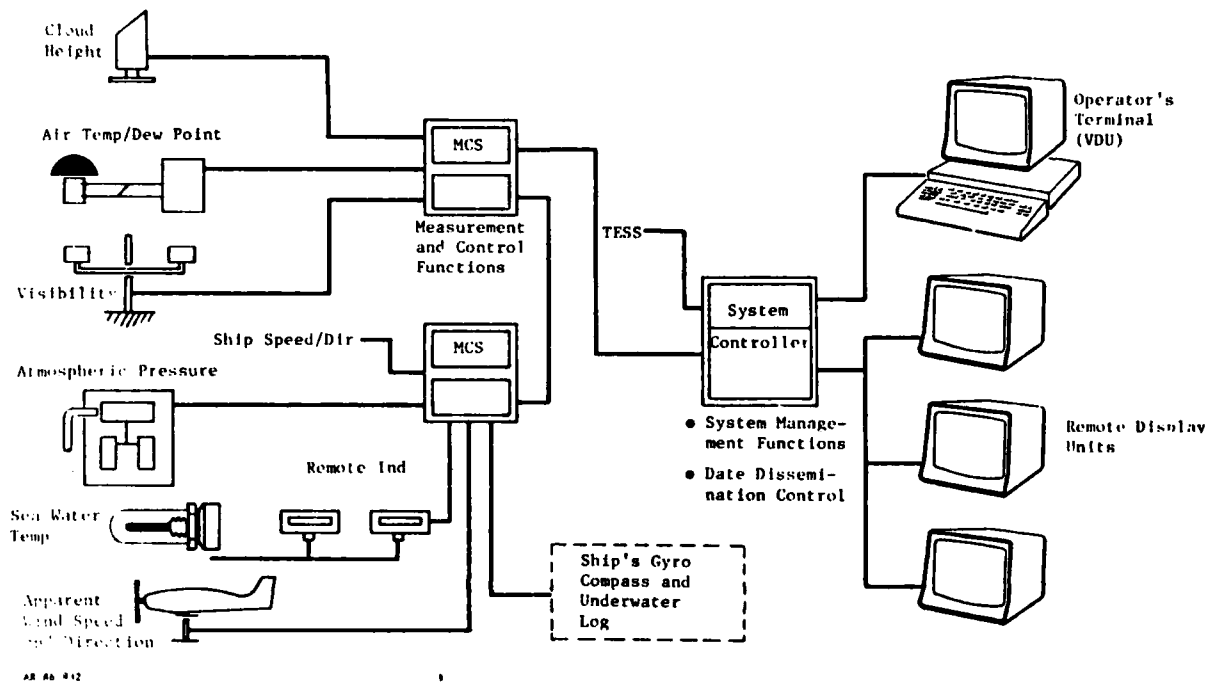 Cloud
Height
Air Temp/Dew Point
Visibility
MCS
Measurement
and Control
Functions
Ship Speed/Dir
MCS
Atmospheric Pressure
Remote Ind
Sea Water
Temp
Apparent
Wind Speed
and Direction
TESS
System
Controller
● System Manage-
ment Functions
● Date Dissemi-
nation Control
Ship's Gyro
Compass and
Underwater
Log
Operator's
Terminal
(VDU)
Remote Display
Units